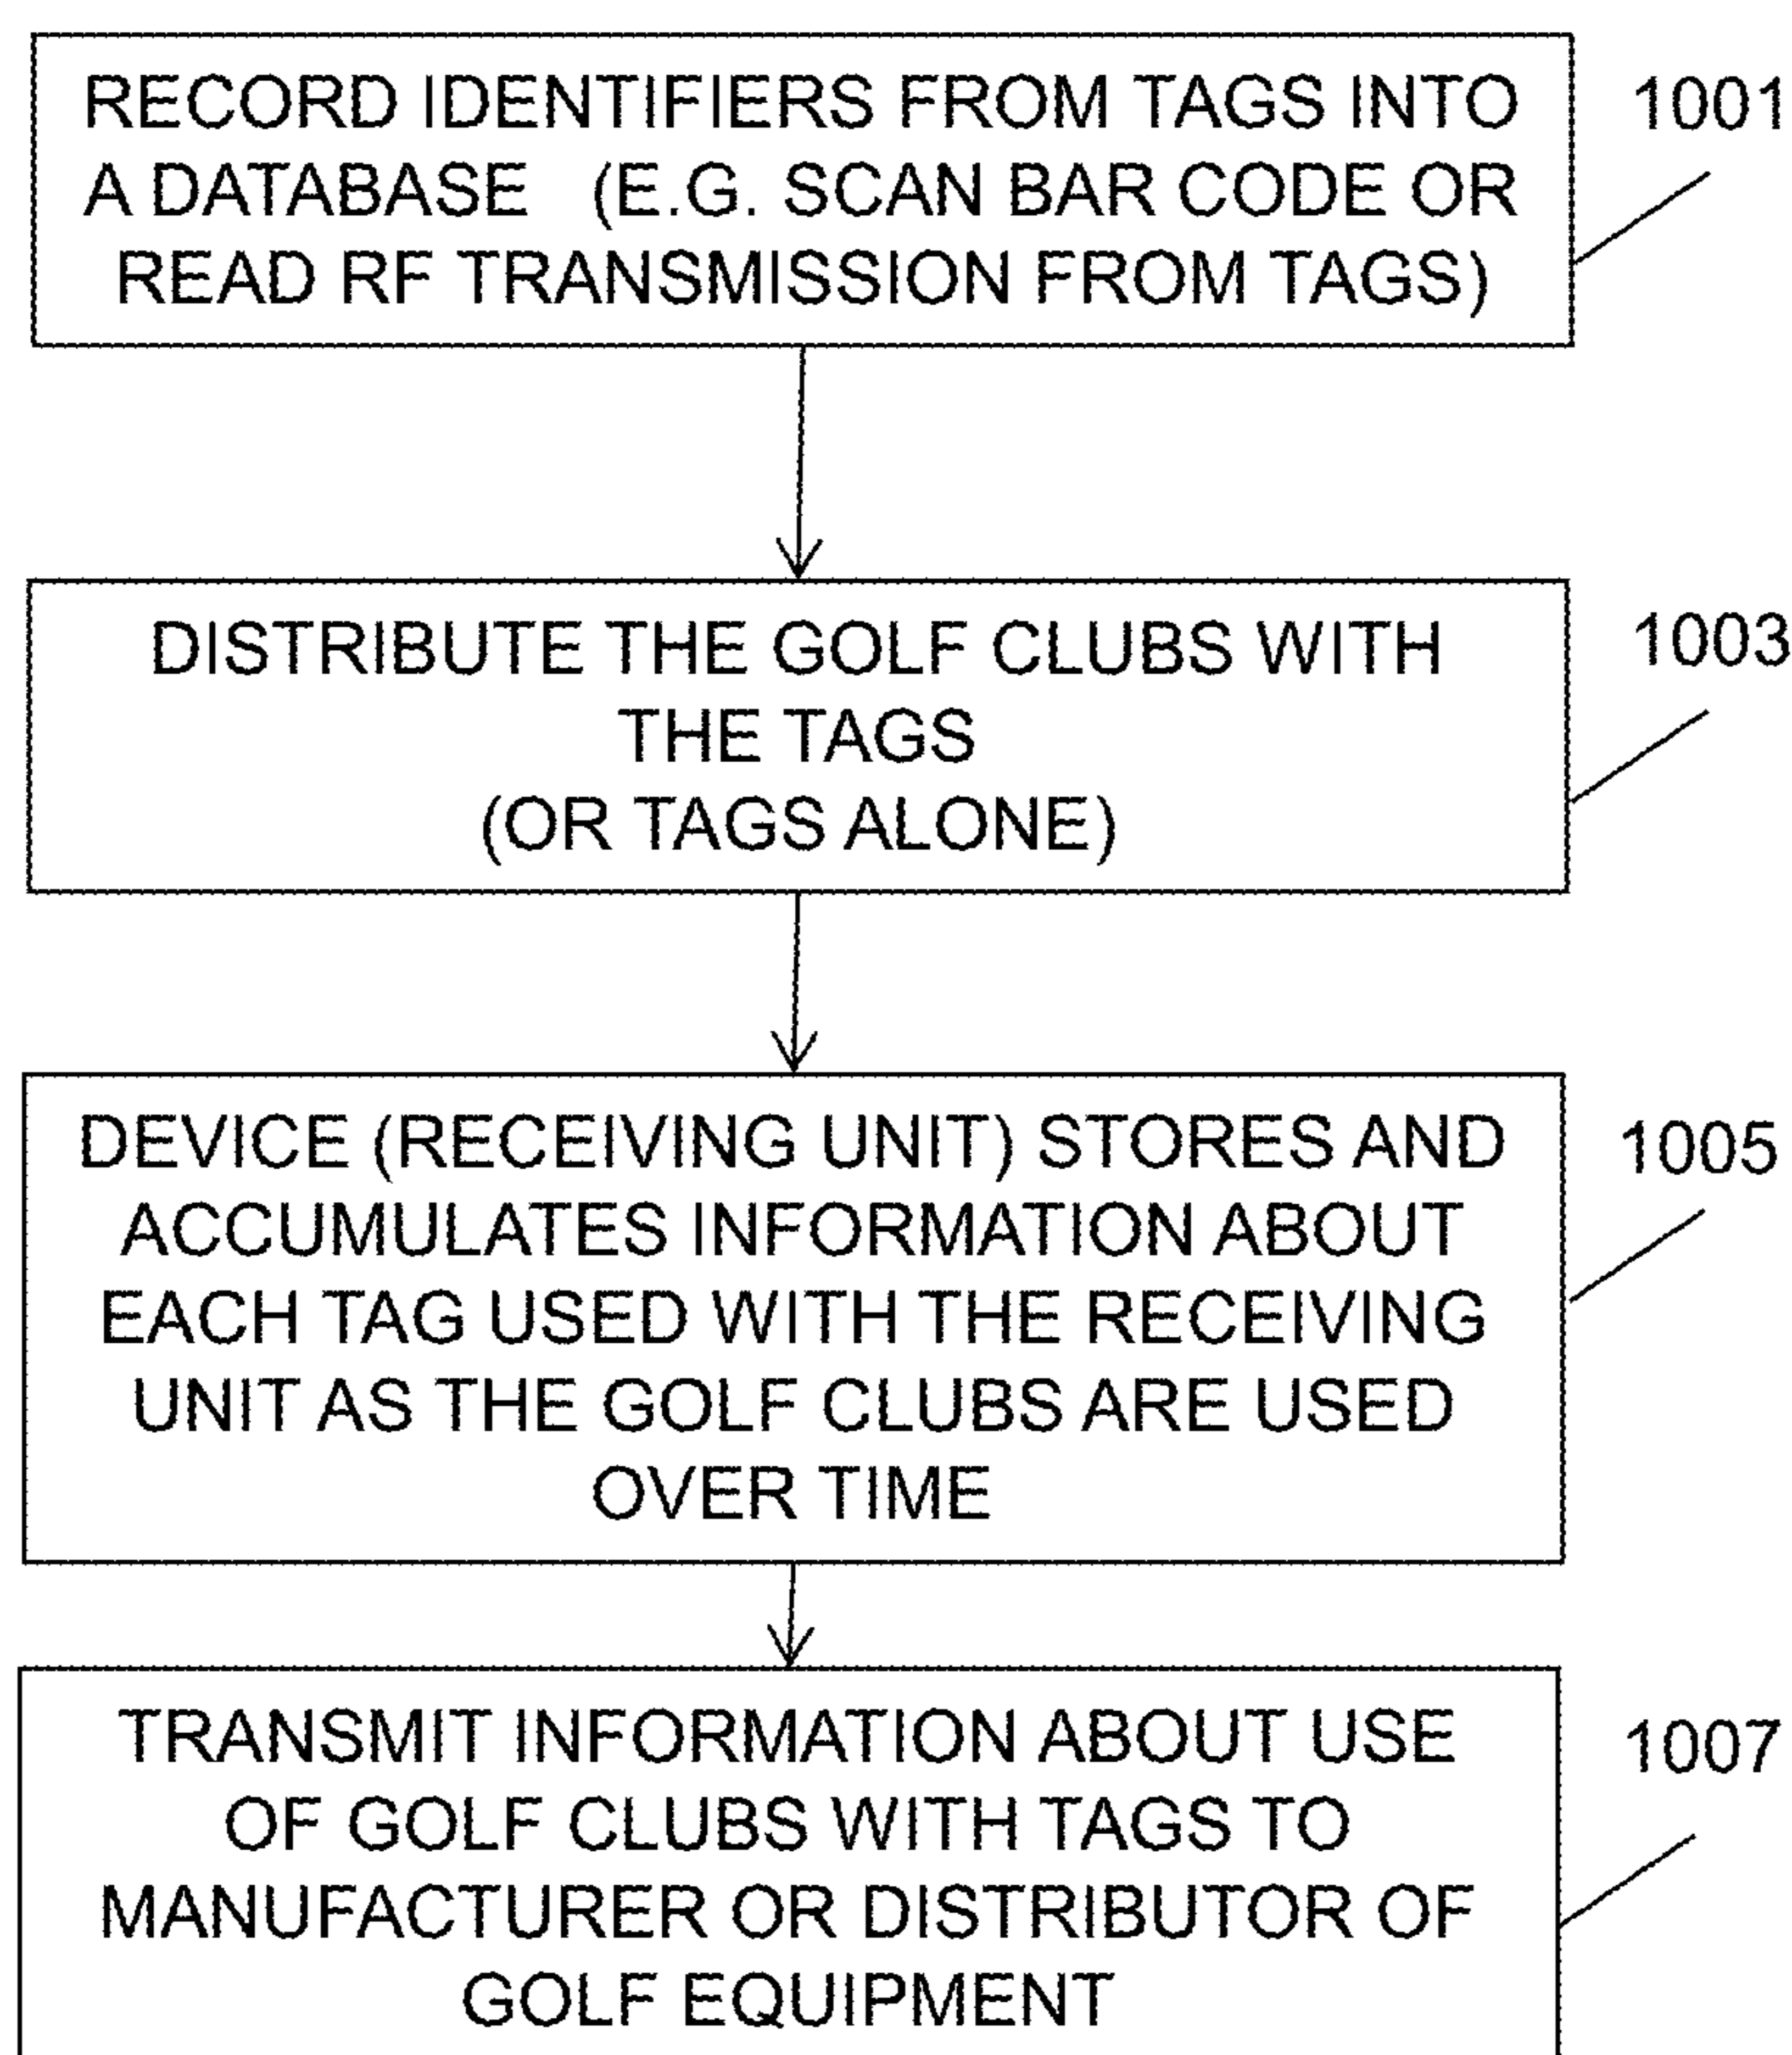 RECORD IDENTIFIERS FROM TAGS INTO
A DATABASE (E.G. SCAN BAR CODE OR
READ RF TRANSMISSION FROM TAGS)
1001
DISTRIBUTE THE GOLF CLUBS WITH
THE TAGS
(OR TAGS ALONE)
1003
DEVICE (RECEIVING UNIT) STORES AND
ACCUMULATES INFORMATION ABOUT
EACH TAG USED WITH THE RECEIVING
UNIT AS THE GOLF CLUBS ARE USED
OVER TIME
1005
TRANSMIT INFORMATION ABOUT USE
OF GOLF CLUBS WITH TAGS TO
MANUFACTURER OR DISTRIBUTOR OF
GOLF EQUIPMENT
1007